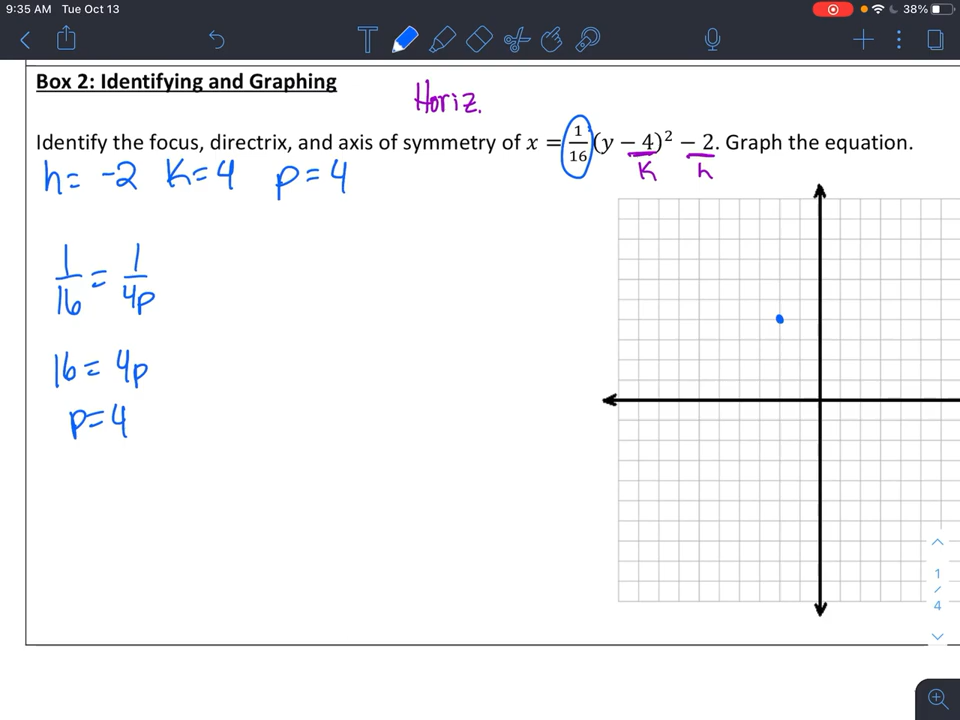 9:35 AM Tue Oct 13 38%
T
Box 2: Identifying and Graphing
Horiz.
Identify the focus, directrix, and axis of symmetry of x = 1/16 (y − 4)² − 2. Graph the equation.
K h
h = -2 K = 4 p = 4
1/16 = 1/4p
16 = 4p
p = 4
1
/
4